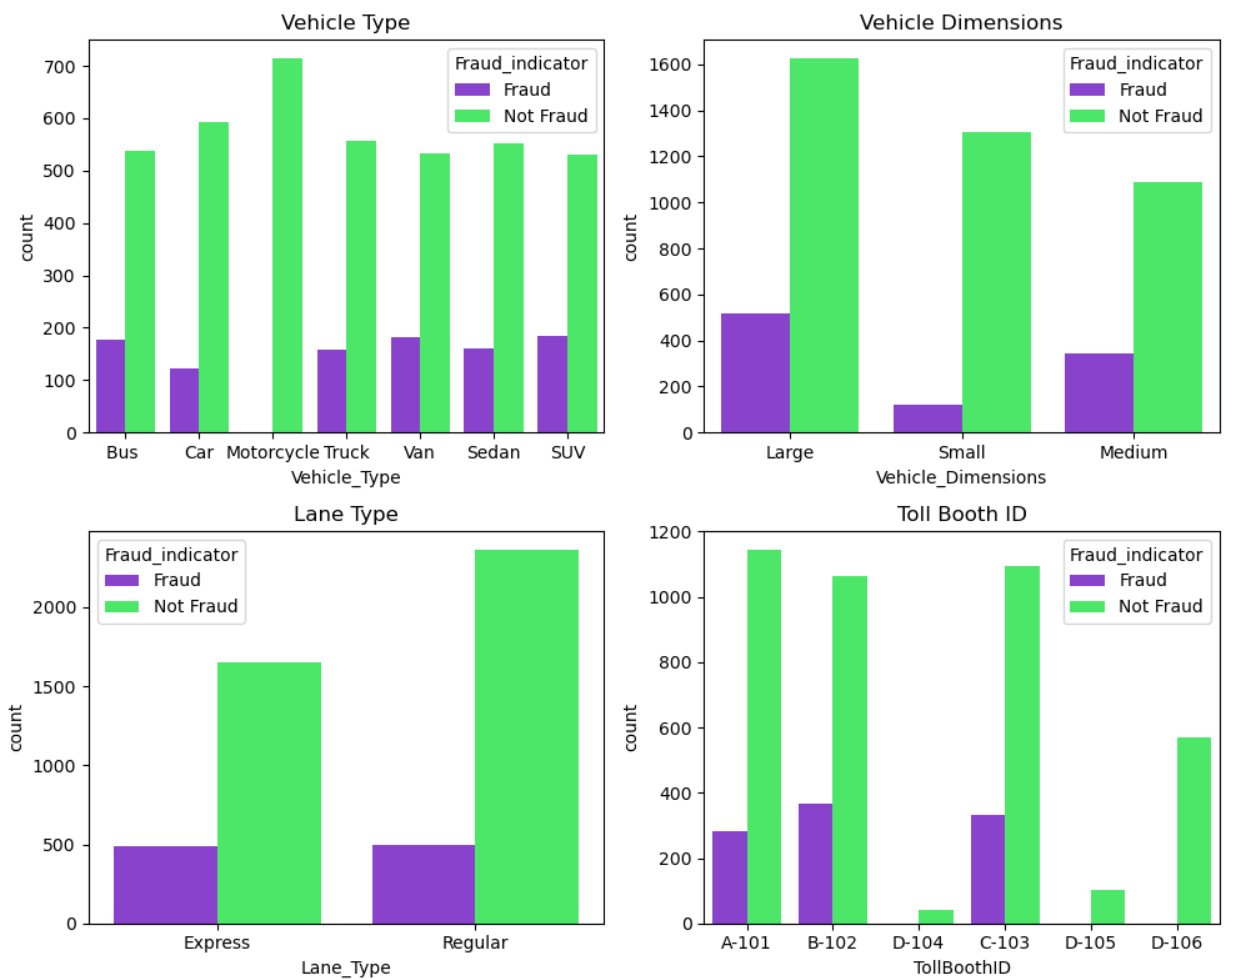 Vehicle Type
700
600
500
400
300
200
100
0
count
Fraud_indicator
Fraud
Not Fraud
Bus Car Motorcycle Truck Van Sedan SUV
Vehicle_Type
Vehicle Dimensions
1600
1400
1200
1000
800
600
400
200
0
count
Fraud_indicator
Fraud
Not Fraud
Large Small Medium
Vehicle_Dimensions
Lane Type
2000
1500
1000
500
0
count
Fraud_indicator
Fraud
Not Fraud
Express Regular
Lane_Type
Toll Booth ID
1200
1000
800
600
400
200
0
count
Fraud_indicator
Fraud
Not Fraud
A-101 B-102 D-104 C-103 D-105 D-106
TollBoothID